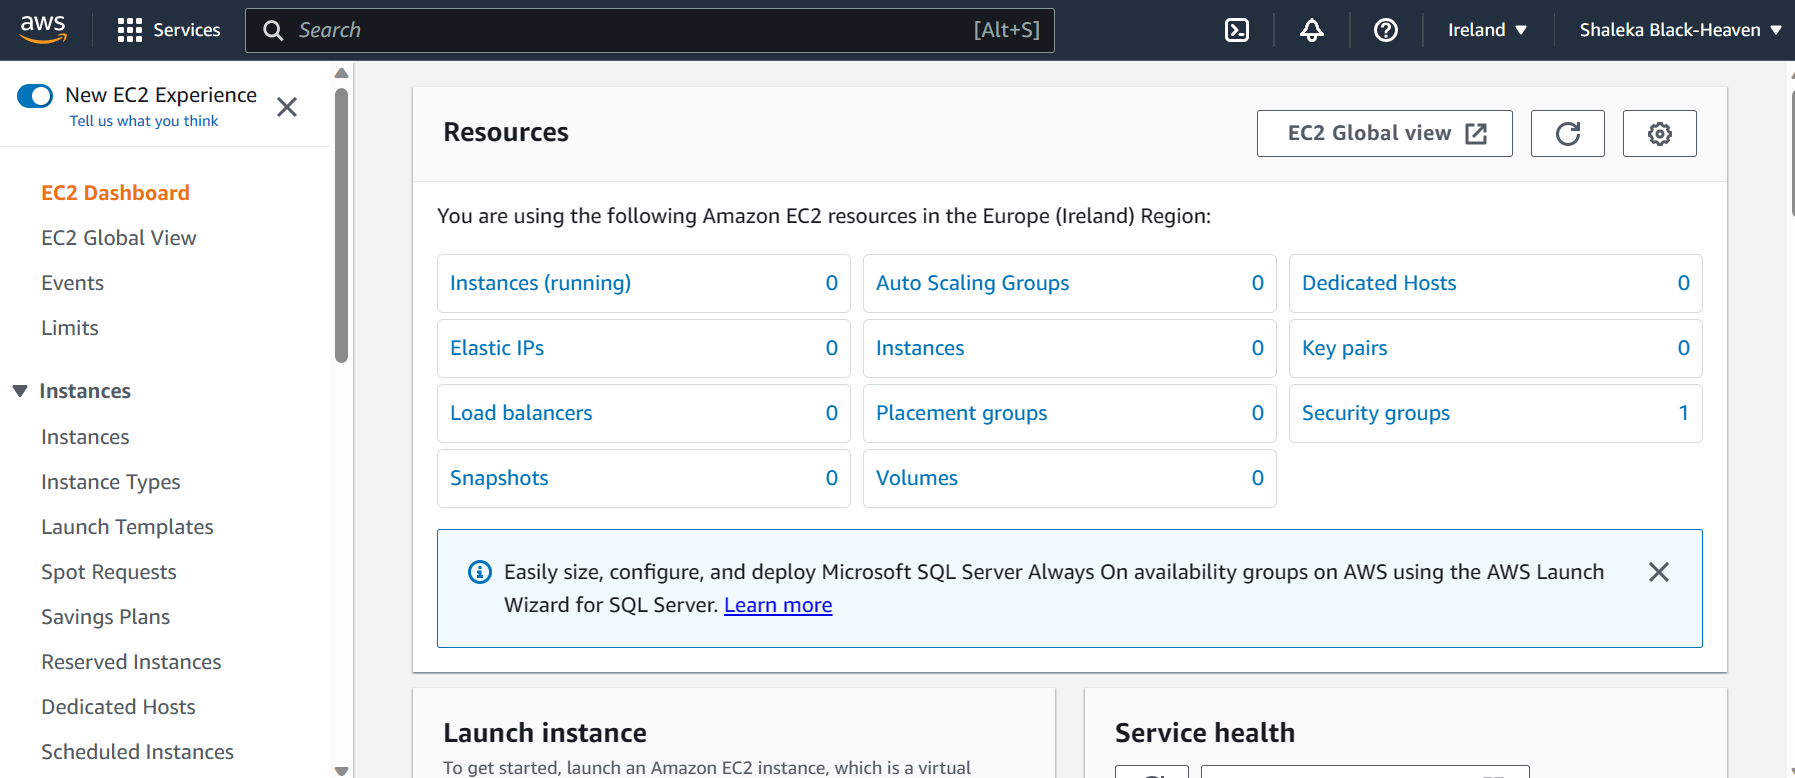 aws
Services
Search
[Alt+S]
Ireland
Shaleka Black-Heaven
New EC2 Experience
Tell us what you think
EC2 Dashboard
EC2 Global View
Events
Limits
Instances
Instances
Instance Types
Launch Templates
Spot Requests
Savings Plans
Reserved Instances
Dedicated Hosts
Scheduled Instances
Resources
EC2 Global view
You are using the following Amazon EC2 resources in the Europe (Ireland) Region:
Instances (running) 0
Auto Scaling Groups 0
Dedicated Hosts 0
Elastic IPs 0
Instances 0
Key pairs 0
Load balancers 0
Placement groups 0
Security groups 1
Snapshots 0
Volumes 0
Easily size, configure, and deploy Microsoft SQL Server Always On availability groups on AWS using the AWS Launch
Wizard for SQL Server. Learn more
Launch instance
To get started, launch an Amazon EC2 instance, which is a virtual
Service health